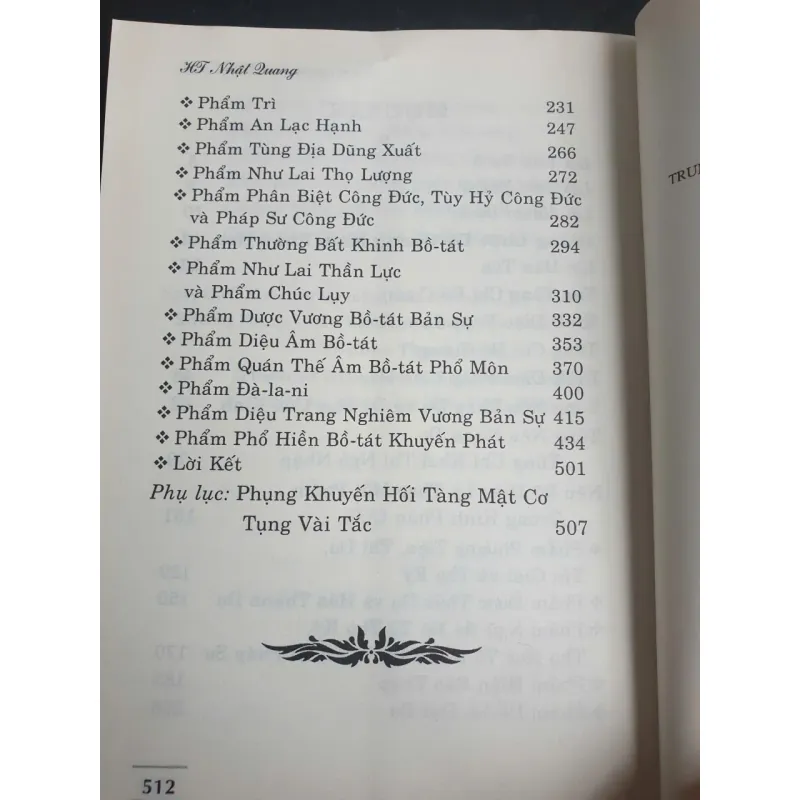 HT Nhật Quang
❖ Phẩm Trì 231
❖ Phẩm An Lạc Hạnh 247
❖ Phẩm Tùng Địa Dũng Xuất 266
❖ Phẩm Như Lai Thọ Lượng 272
❖ Phẩm Phân Biệt Công Đức, Tùy Hỷ Công Đức
và Pháp Sư Công Đức 282
❖ Phẩm Thường Bất Khinh Bồ-tát 294
❖ Phẩm Như Lai Thần Lực
và Phẩm Chúc Lụy 310
❖ Phẩm Dược Vương Bồ-tát Bản Sự 332
❖ Phẩm Diệu Âm Bồ-tát 353
❖ Phẩm Quán Thế Âm Bồ-tát Phổ Môn 370
❖ Phẩm Đà-la-ni 400
❖ Phẩm Diệu Trang Nghiêm Vương Bản Sự 415
❖ Phẩm Phổ Hiền Bồ-tát Khuyến Phát 434
❖ Lời Kết 501
Phụ lục: Phụng Khuyến Hối Tàng Mật Cơ
Tụng Vài Tắc 507
512